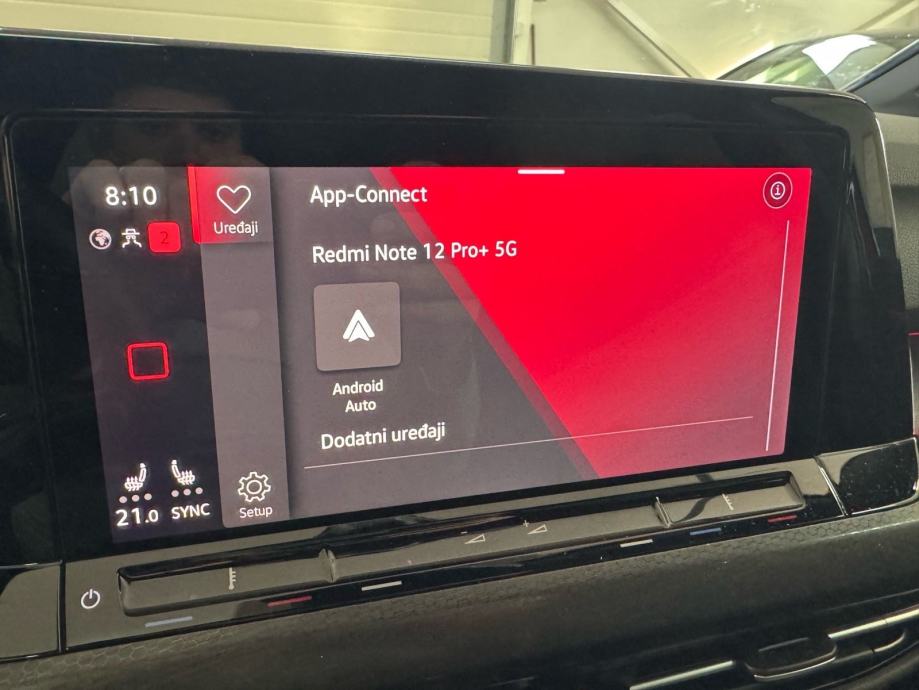 8:10
2
Uređaji
App-Connect
Redmi Note 12 Pro+ 5G
Android
Auto
Dodatni uređaji
21.0
SYNC
Setup